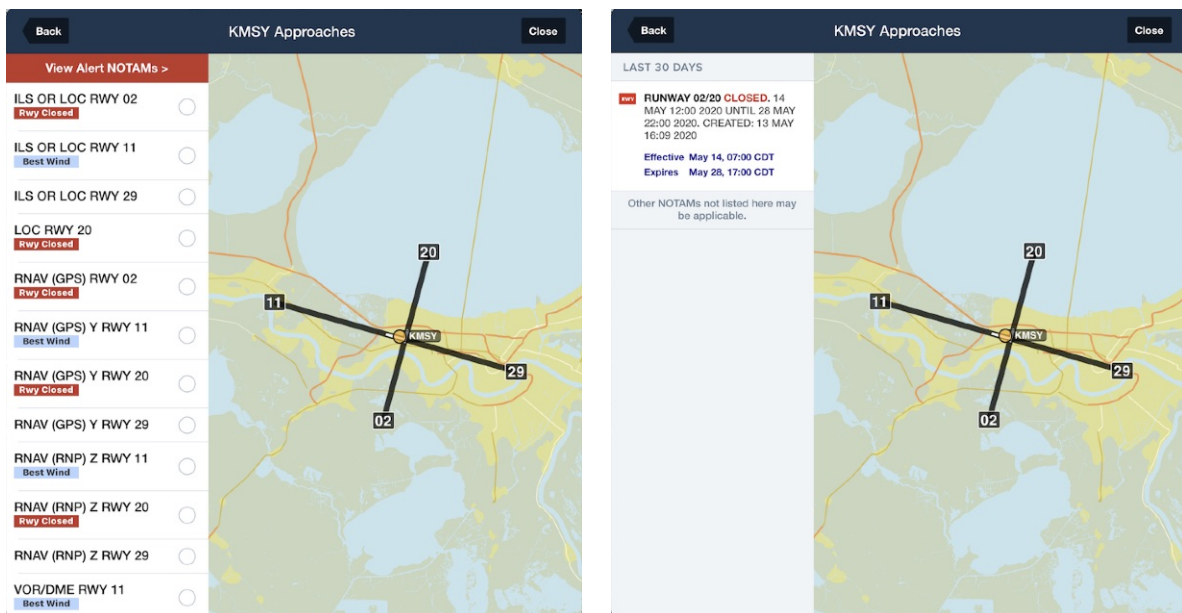 Back
KMSY Approaches
Close
View Alert NOTAMs >
ILS OR LOC RWY 02
Rwy Closed
ILS OR LOC RWY 11
Best Wind
ILS OR LOC RWY 29
LOC RWY 20
Rwy Closed
RNAV (GPS) RWY 02
Rwy Closed
RNAV (GPS) Y RWY 11
Best Wind
RNAV (GPS) Y RWY 20
Rwy Closed
RNAV (GPS) Y RWY 29
RNAV (RNP) Z RWY 11
Best Wind
RNAV (RNP) Z RWY 20
Rwy Closed
RNAV (RNP) Z RWY 29
VOR/DME RWY 11
Best Wind
20
11
KMSY
29
02
Back
KMSY Approaches
Close
LAST 30 DAYS
RWY
RUNWAY 02/20 CLOSED. 14
MAY 12:00 2020 UNTIL 28 MAY
22:00 2020. CREATED: 13 MAY
16:09 2020
Effective May 14, 07:00 CDT
Expires May 28, 17:00 CDT
Other NOTAMs not listed here may
be applicable.
20
11
KMSY
29
02